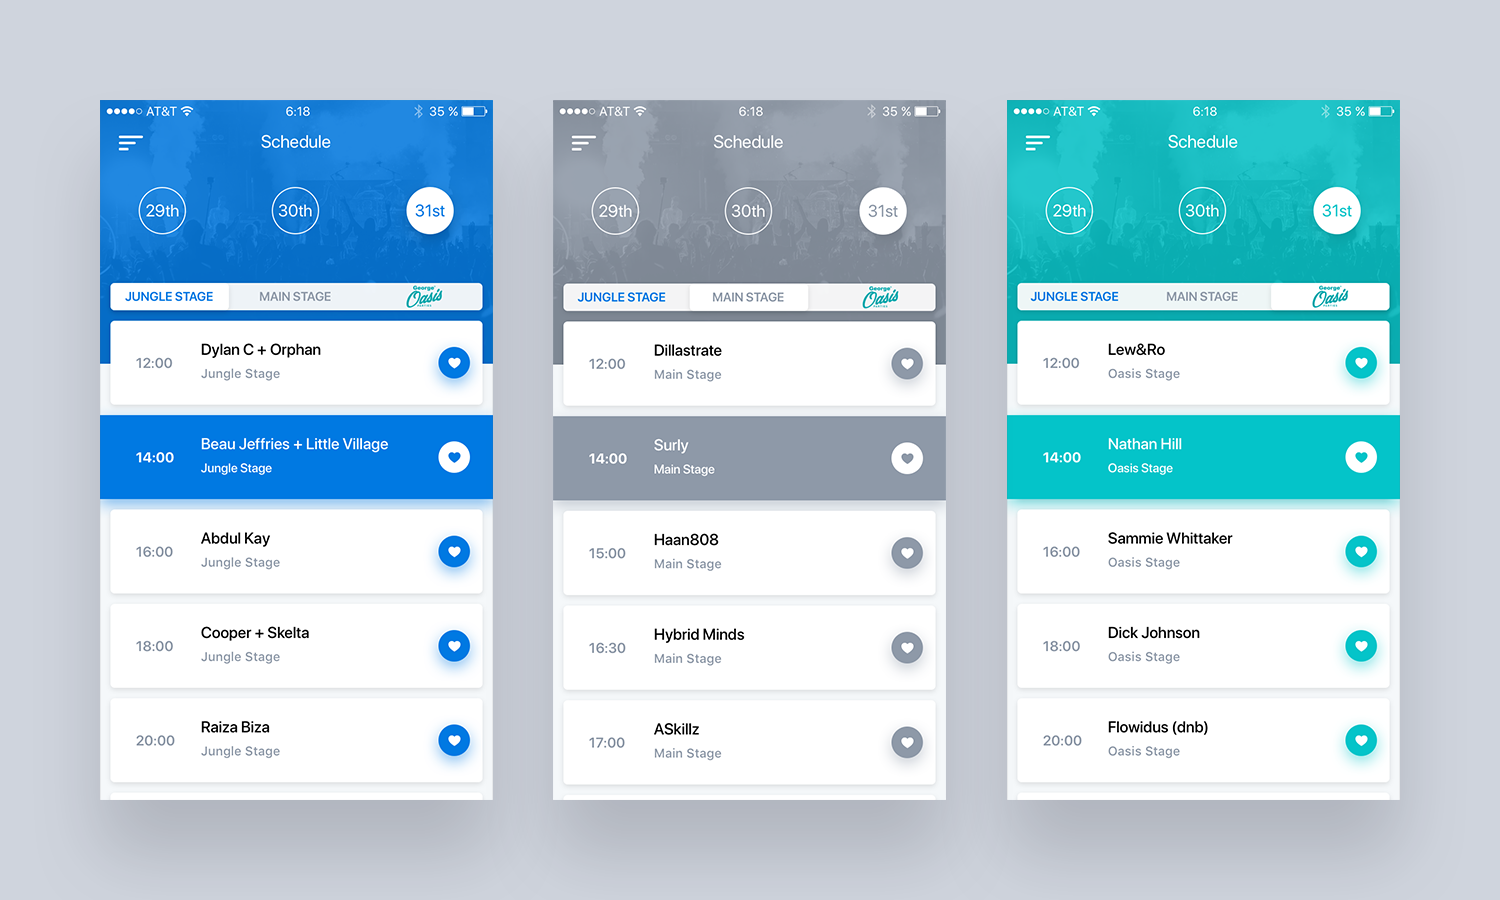 AT&T 6:18 35 %
Schedule
29th 30th 31st
JUNGLE STAGE MAIN STAGE George Oasis
12:00 Dylan C + Orphan
Jungle Stage
14:00 Beau Jeffries + Little Village
Jungle Stage
16:00 Abdul Kay
Jungle Stage
18:00 Cooper + Skelta
Jungle Stage
20:00 Raiza Biza
Jungle Stage
AT&T 6:18 35 %
Schedule
29th 30th 31st
JUNGLE STAGE MAIN STAGE George Oasis
12:00 Dillastrate
Main Stage
14:00 Surly
Main Stage
15:00 Haan808
Main Stage
16:30 Hybrid Minds
Main Stage
17:00 ASkillz
Main Stage
AT&T 6:18 35 %
Schedule
29th 30th 31st
JUNGLE STAGE MAIN STAGE George Oasis
12:00 Lew&Ro
Oasis Stage
14:00 Nathan Hill
Oasis Stage
16:00 Sammie Whittaker
Oasis Stage
18:00 Dick Johnson
Oasis Stage
20:00 Flowidus (dnb)
Oasis Stage